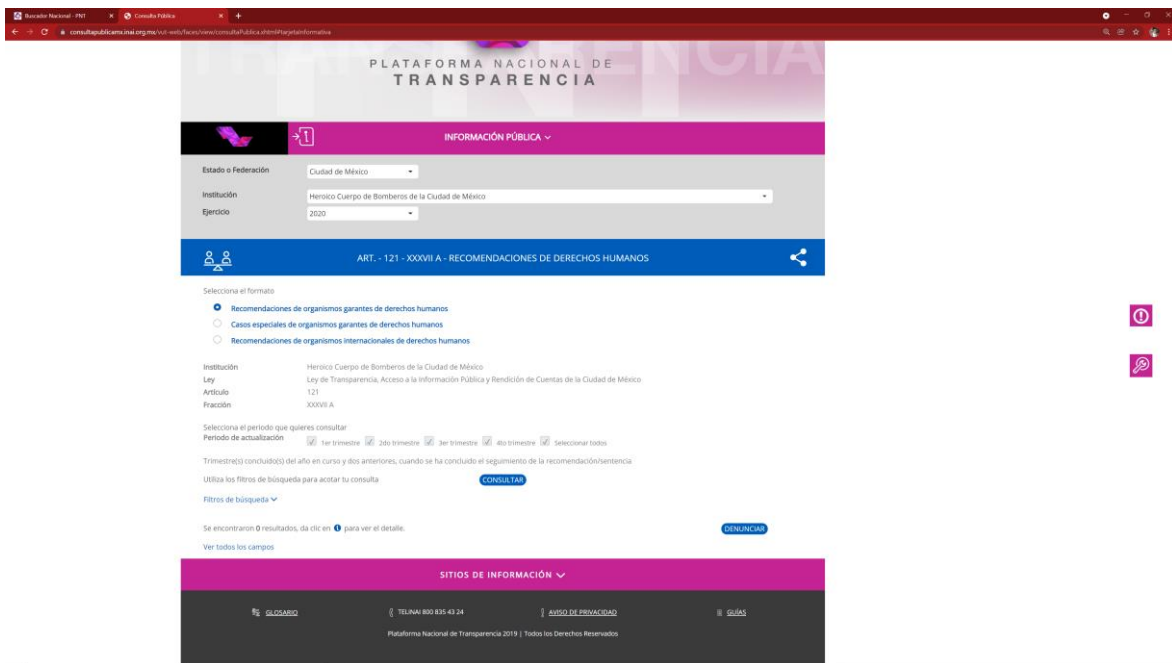 Buscador Nacional - PNT
Consulta Pública
consultapublicamx.inai.org.mx/vut-web/faces/view/consultaPublica.xhtml#tarjetaInformativa
PLATAFORMA NACIONAL DE
TRANSPARENCIA
INFORMACIÓN PÚBLICA
Estado o Federación Ciudad de México
Institución Heroico Cuerpo de Bomberos de la Ciudad de México
Ejercicio 2020
ART. - 121 - XXXVII A - RECOMENDACIONES DE DERECHOS HUMANOS
Selecciona el formato
Recomendaciones de organismos garantes de derechos humanos
Casos especiales de organismos garantes de derechos humanos
Recomendaciones de organismos internacionales de derechos humanos
Institución Heroico Cuerpo de Bomberos de la Ciudad de México
Ley Ley de Transparencia, Acceso a la Información Pública y Rendición de Cuentas de la Ciudad de México
Artículo 121
Fracción XXXVII A
Selecciona el periodo que quieres consultar
Periodo de actualización 1er trimestre 2do trimestre 3er trimestre 4to trimestre Seleccionar todos
Trimestre(s) concluido(s) del año en curso y dos anteriores, cuando se ha concluido el seguimiento de la recomendación/sentencia
Utiliza los filtros de búsqueda para acotar tu consulta CONSULTAR
Filtros de búsqueda
Se encontraron 0 resultados, da clic en para ver el detalle. DENUNCIAR
Ver todos los campos
SITIOS DE INFORMACIÓN
GLOSARIO TELINAI 800 835 43 24 AVISO DE PRIVACIDAD GUÍAS
Plataforma Nacional de Transparencia 2019 | Todos los Derechos Reservados